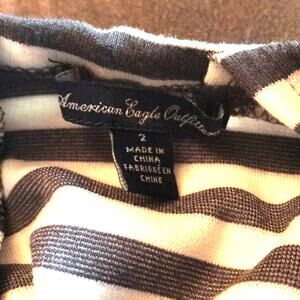 American Eagle Outfitters
2
MADE IN
CHINA
FABRIQUÉ EN
CHINE